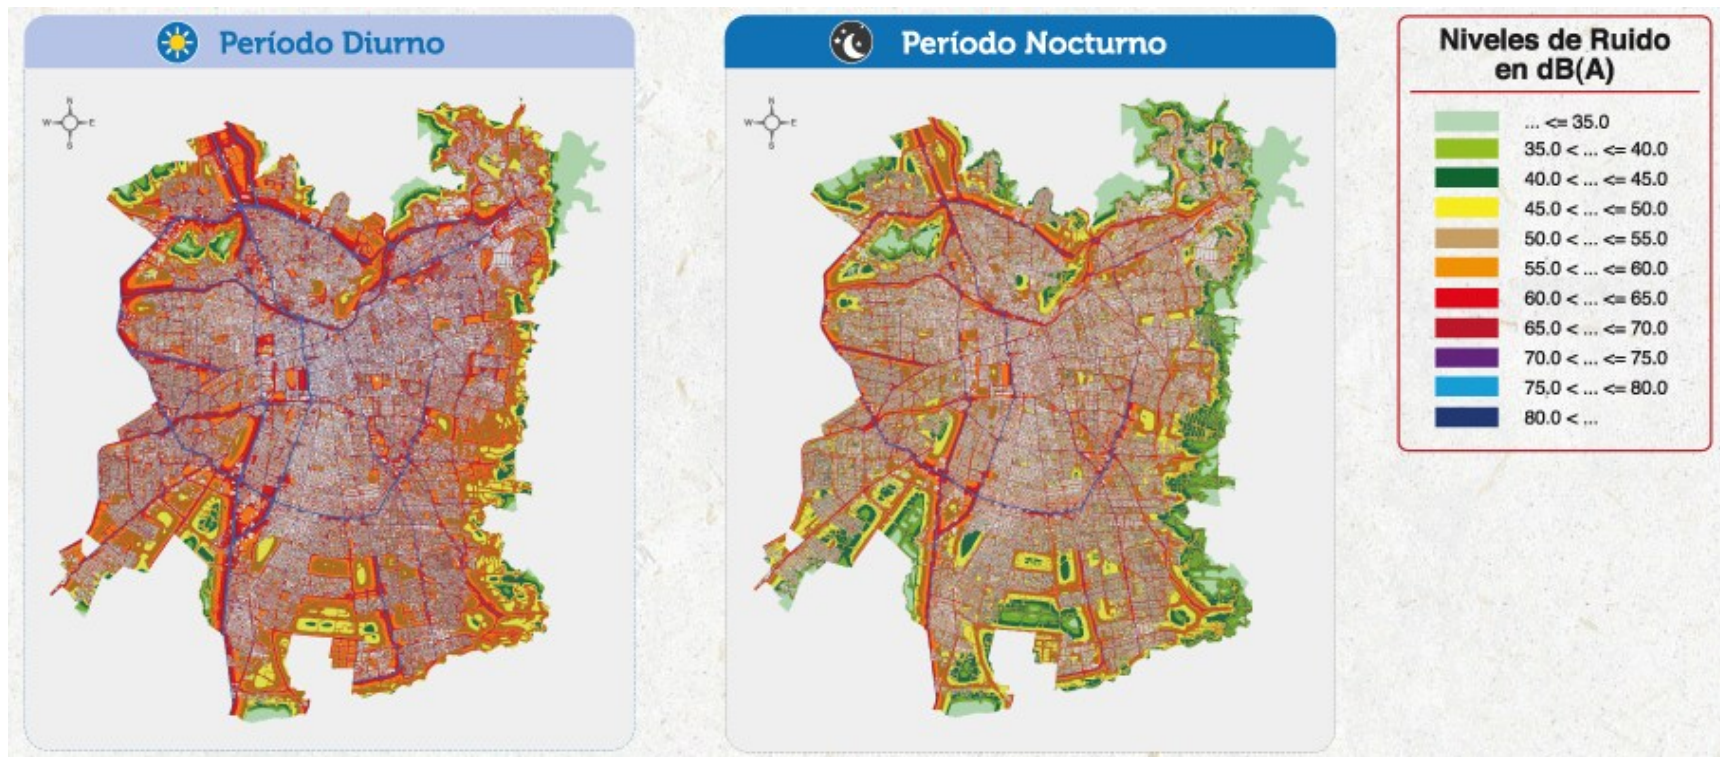 Período Diurno
N
W E
S
Período Nocturno
N
W E
S
Niveles de Ruido
en dB(A)
... <= 35.0
35.0 < ... <= 40.0
40.0 < ... <= 45.0
45.0 < ... <= 50.0
50.0 < ... <= 55.0
55.0 < ... <= 60.0
60.0 < ... <= 65.0
65.0 < ... <= 70.0
70.0 < ... <= 75.0
75.0 < ... <= 80.0
80.0 < ...